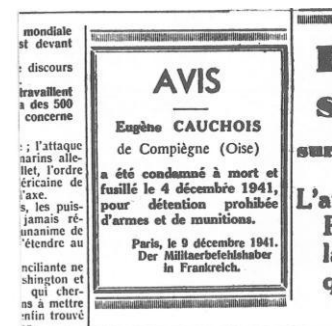 mondiale
st devant
discours
travaillent
a des 500
concerne
; l'attaque
marins alle-
llet, l'ordre
éricaine de
l'axe.
s, les puis-
jamais ré-
unanime de
'étendre au
nciliante ne
shington et
qui cher-
ns à mettre
enfin trouvé
AVIS
Eugène CAUCHOIS
de Compiègne (Oise)
a été condamné à mort et
fusillé le 4 décembre 1941,
pour détention prohibée
d'armes et de munitions.
Paris, le 9 décembre 1941.
Der Militaerbefehlshaber
in Frankreich.
sur
L'a